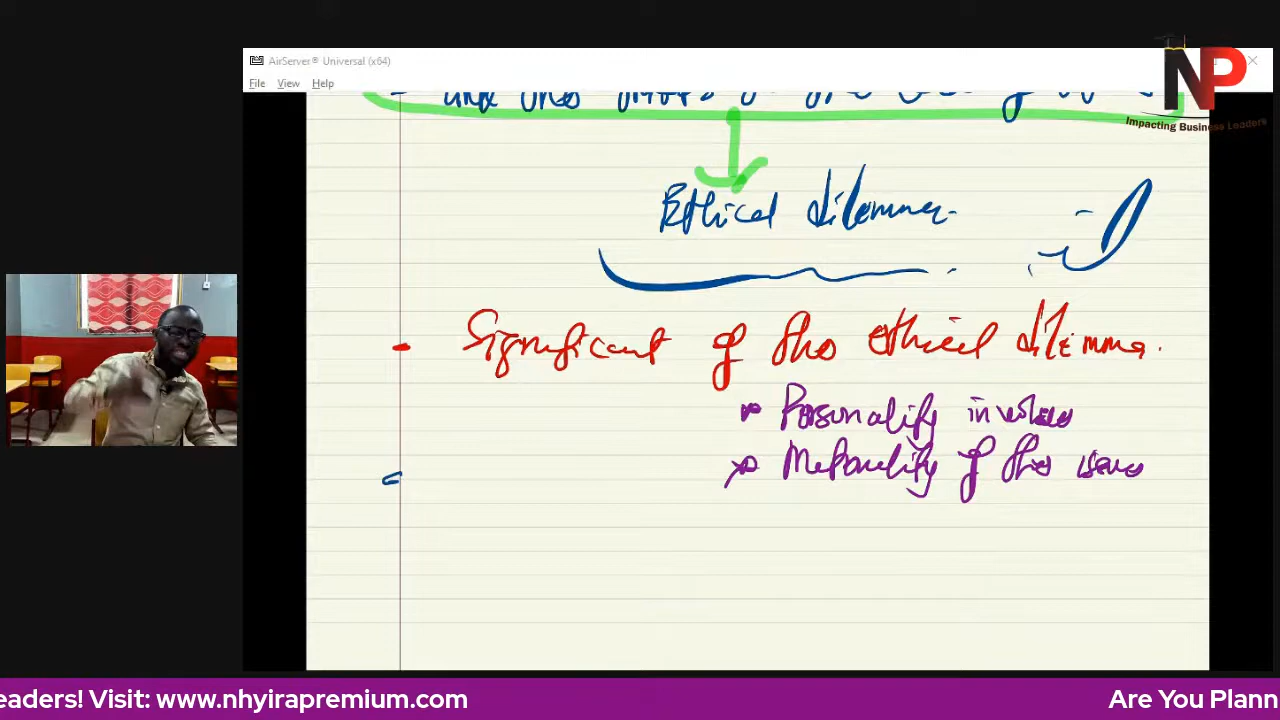 AirServer® Universal (x64)
File View Help
NP
Impacting Business Leaders
Ethical dilemma
- Significant of the ethical dilemma.
Personality involved
of the issue
eaders! Visit: www.nhyirapremium.com
Are You Plann